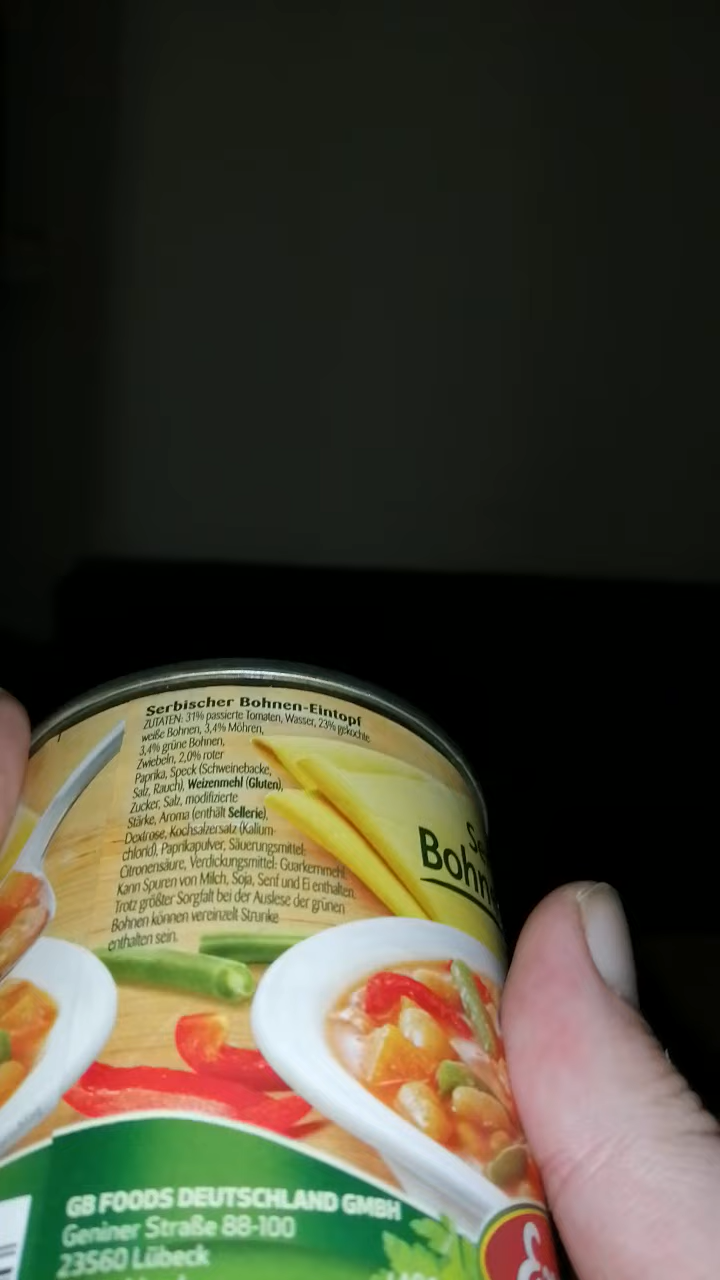 Serbischer Bohnen-Eintopf
ZUTATEN: 31% passierte Tomaten, Wasser, 23% gekochte
weiße Bohnen, 3,4% Möhren,
3,4% grüne Bohnen,
Zwiebeln, 2,0% roter
Paprika, Speck (Schweinebacke,
Salz, Rauch), Weizenmehl (Gluten),
Zucker, Salz, modifizierte
Stärke, Aroma (enthält Sellerie),
Dextrose, Kochsalzersatz (Kalium-
chlorid), Paprikapulver, Säuerungsmittel:
Citronensäure, Verdickungsmittel: Guarkernmehl.
Kann Spuren von Milch, Soja, Senf und Ei enthalten.
Trotz größter Sorgfalt bei der Auslese der grünen
Bohnen können vereinzelt Strünke
enthalten sein.
Se
Bohn
GB FOODS DEUTSCHLAND GMBH
Geniner Straße 88-100
23560 Lübeck